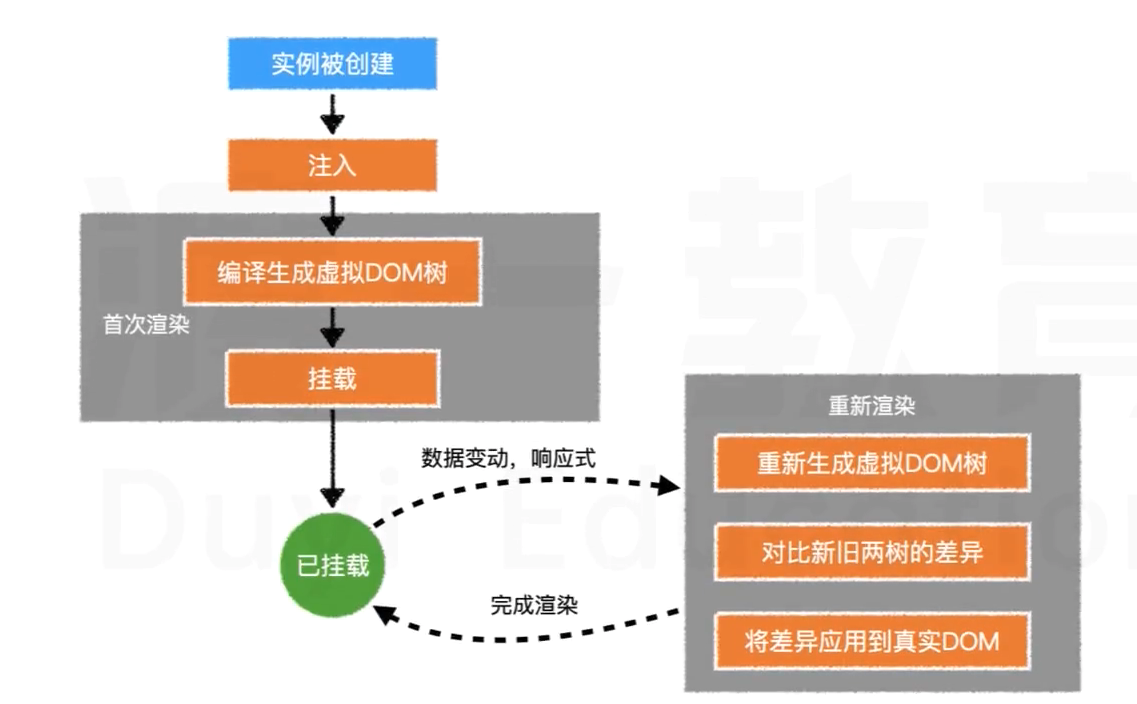 实例被创建
注入
编译生成虚拟DOM树
首次渲染
挂载
重新渲染
数据变动，响应式
重新生成虚拟DOM树
对比新旧两树的差异
已挂载
完成渲染
将差异应用到真实DOM
渡一教育
Duyi Education